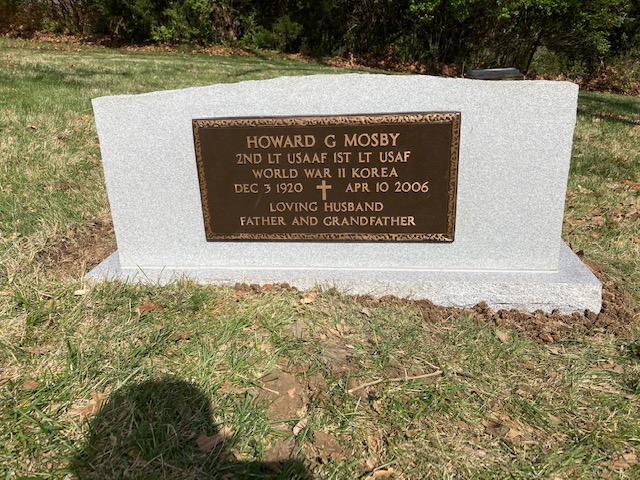 HOWARD G MOSBY
2ND LT USAAF 1ST LT USAF
WORLD WAR II KOREA
DEC 3 1920 APR 10 2006
LOVING HUSBAND
FATHER AND GRANDFATHER